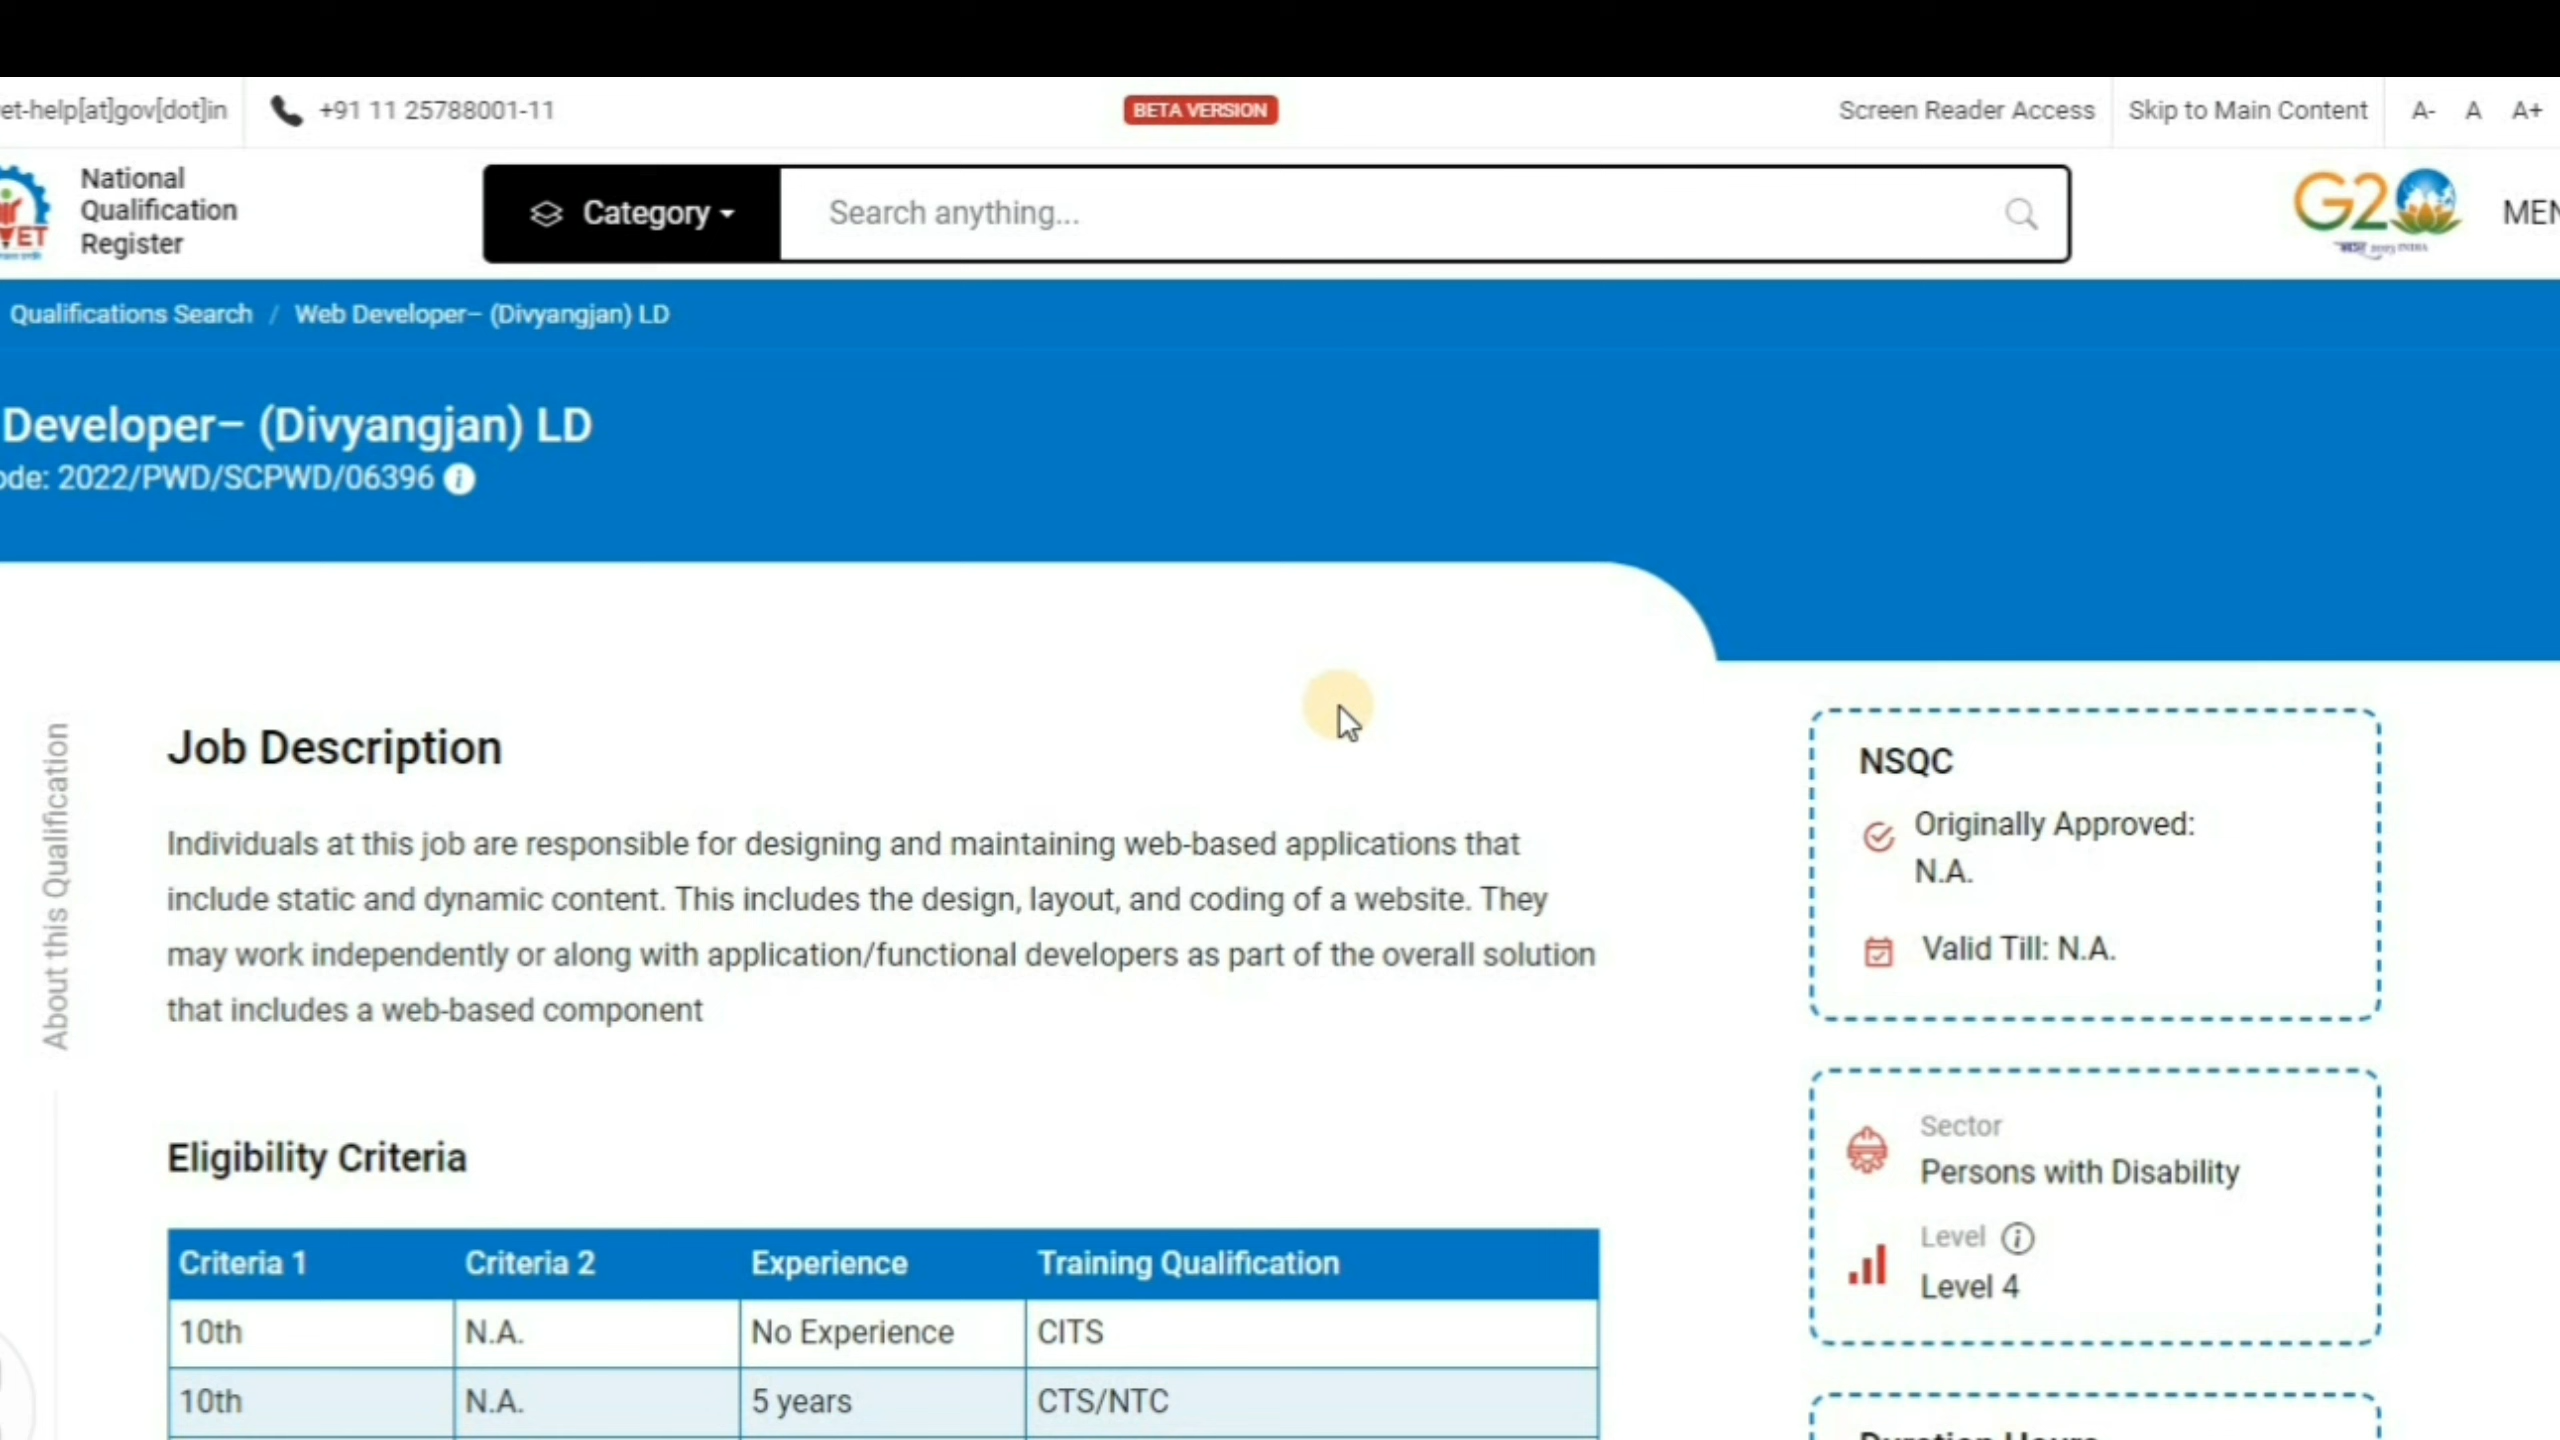 et-help[at]gov[dot]in +91 11 25788001-11 BETA VERSION Screen Reader Access Skip to Main Content A- A A+
National
Qualification
Register
Category Search anything... G20 MEN
Qualifications Search / Web Developer– (Divyangjan) LD
Developer– (Divyangjan) LD
ode: 2022/PWD/SCPWD/06396
About this Qualification
Job Description
Individuals at this job are responsible for designing and maintaining web-based applications that
include static and dynamic content. This includes the design, layout, and coding of a website. They
may work independently or along with application/functional developers as part of the overall solution
that includes a web-based component
NSQC
Originally Approved:
N.A.
Valid Till: N.A.
Sector
Persons with Disability
Level
Level 4
Eligibility Criteria
Criteria 1 Criteria 2 Experience Training Qualification
10th N.A. No Experience CITS
10th N.A. 5 years CTS/NTC
Duration Hours